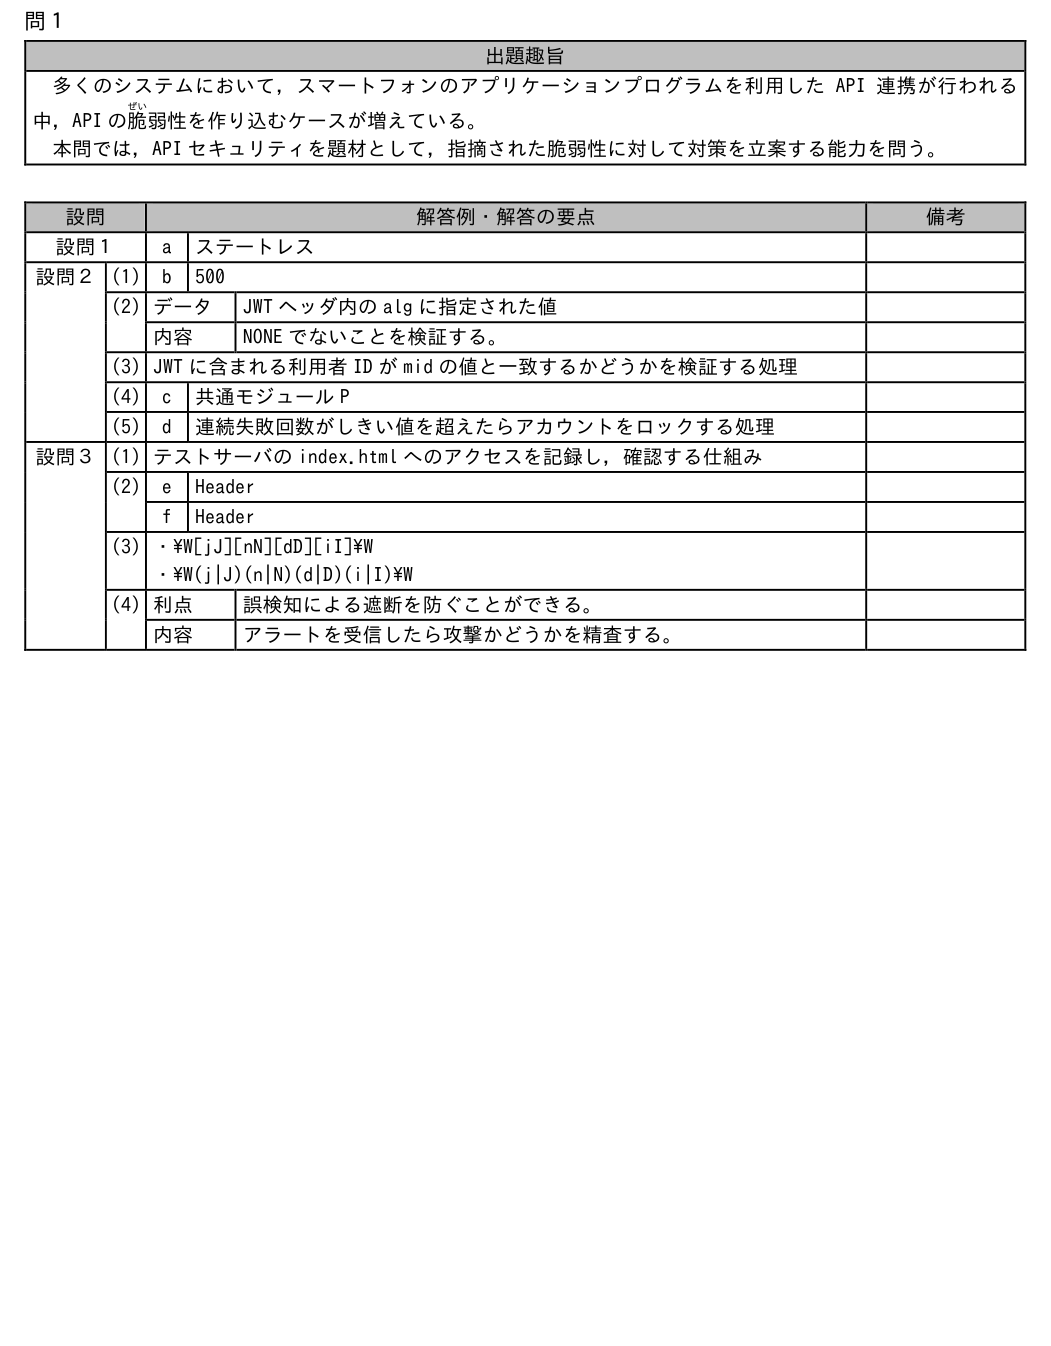 問1
出題趣旨
多くのシステムにおいて，スマートフォンのアプリケーションプログラムを利用した API 連携が行われる
中，API の脆弱性を作り込むケースが増えている。
ぜい
本問では，API セキュリティを題材として，指摘された脆弱性に対して対策を立案する能力を問う。
設問 解答例・解答の要点 備考
設問1 a ステートレス
設問2 (1) b 500
(2) データ JWT ヘッダ内の alg に指定された値
内容 NONE でないことを検証する。
(3) JWT に含まれる利用者 ID が mid の値と一致するかどうかを検証する処理
(4) c 共通モジュール P
(5) d 連続失敗回数がしきい値を超えたらアカウントをロックする処理
設問3 (1) テストサーバの index.html へのアクセスを記録し，確認する仕組み
(2) e Header
f Header
(3) ・¥W[jJ][nN][dD][iI]¥W
・¥W(j|J)(n|N)(d|D)(i|I)¥W
(4) 利点 誤検知による遮断を防ぐことができる。
内容 アラートを受信したら攻撃かどうかを精査する。